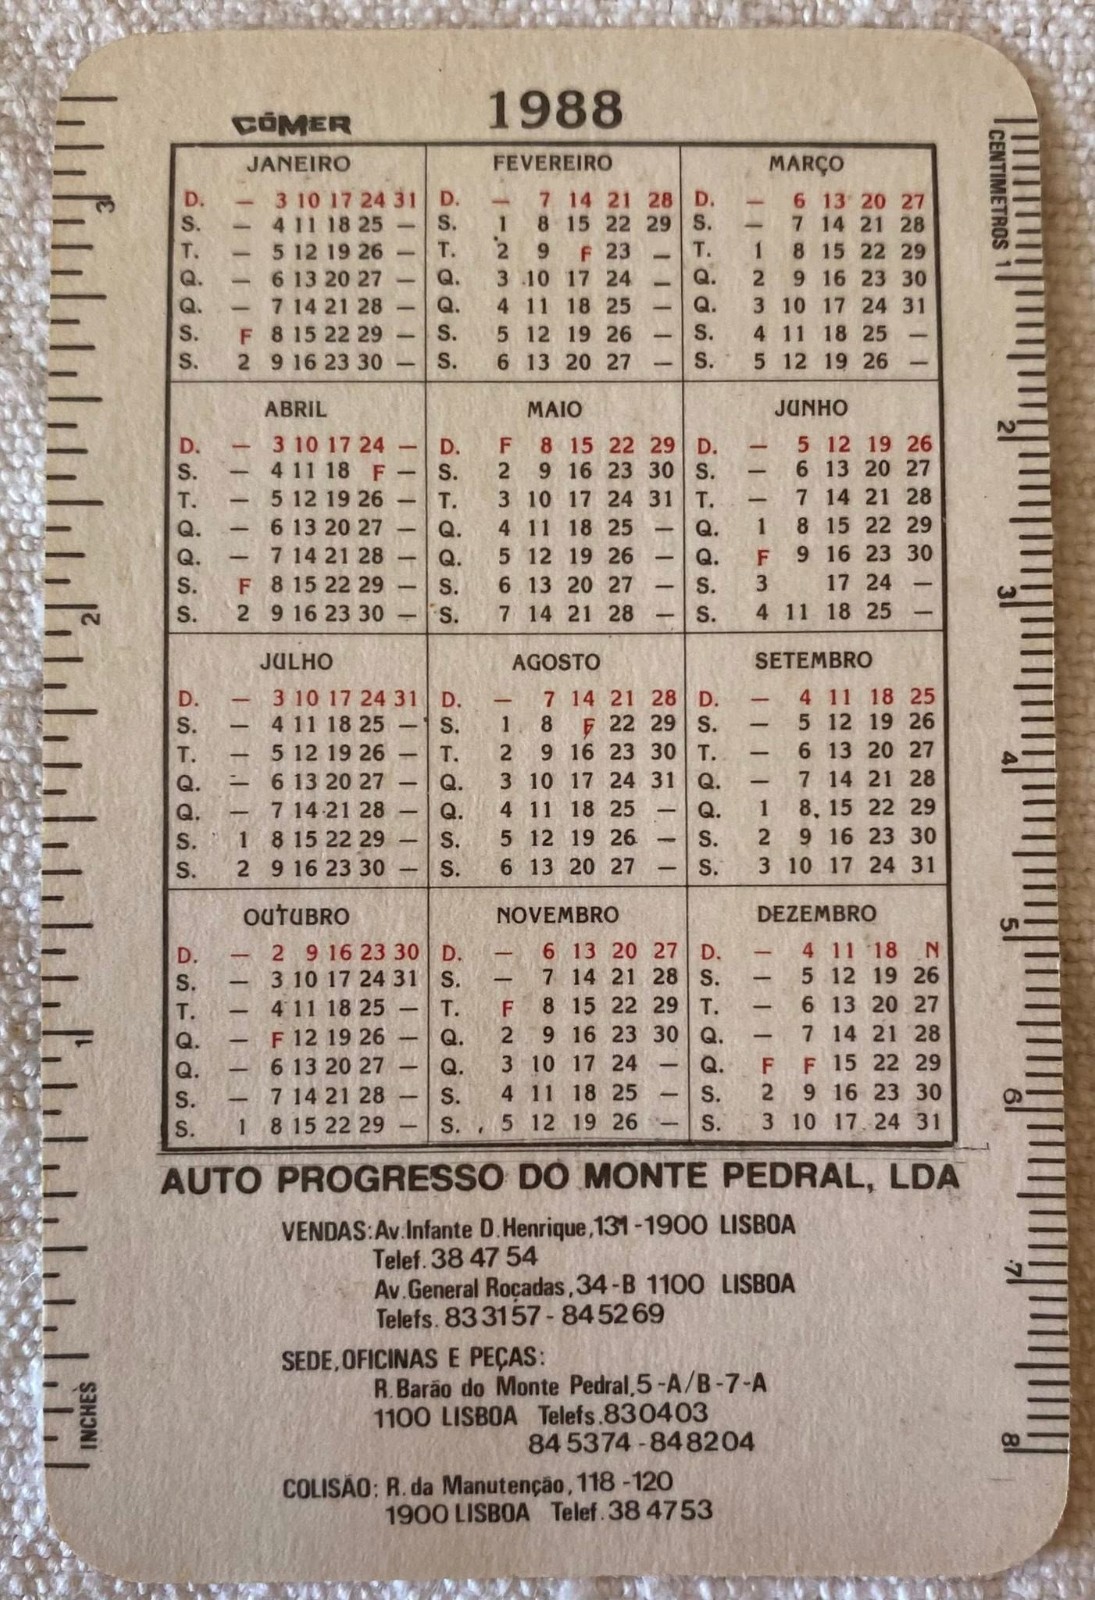 CÔMER 1988
JANEIRO
D. — 3 10 17 24 31
S. — 4 11 18 25 —
T. — 5 12 19 26 —
Q. — 6 13 20 27 —
Q. — 7 14 21 28 —
S. F 8 15 22 29 —
S. 2 9 16 23 30 —
FEVEREIRO
D. — 7 14 21 28
S. 1 8 15 22 29
T. 2 9 F 23 —
Q. 3 10 17 24 —
Q. 4 11 18 25 —
S. 5 12 19 26 —
S. 6 13 20 27 —
MARÇO
D. — 6 13 20 27
S. — 7 14 21 28
T. 1 8 15 22 29
Q. 2 9 16 23 30
Q. 3 10 17 24 31
S. 4 11 18 25 —
S. 5 12 19 26 —
ABRIL
D. — 3 10 17 24 —
S. — 4 11 18 F —
T. — 5 12 19 26 —
Q. — 6 13 20 27 —
Q. — 7 14 21 28 —
S. F 8 15 22 29 —
S. 2 9 16 23 30 —
MAIO
D. F 8 15 22 29
S. 2 9 16 23 30
T. 3 10 17 24 31
Q. 4 11 18 25 —
Q. 5 12 19 26 —
S. 6 13 20 27 —
S. 7 14 21 28 —
JUNHO
D. — 5 12 19 26
S. — 6 13 20 27
T. — 7 14 21 28
Q. 1 8 15 22 29
Q. F 9 16 23 30
S. 3 17 24 —
S. 4 11 18 25 —
JULHO
D. — 3 10 17 24 31
S. — 4 11 18 25 —
T. — 5 12 19 26 —
Q. — 6 13 20 27 —
Q. — 7 14 21 28 —
S. 1 8 15 22 29 —
S. 2 9 16 23 30 —
AGOSTO
D. — 7 14 21 28
S. 1 8 F 22 29
T. 2 9 16 23 30
Q. 3 10 17 24 31
Q. 4 11 18 25 —
S. 5 12 19 26 —
S. 6 13 20 27 —
SETEMBRO
D. — 4 11 18 25
S. — 5 12 19 26
T. — 6 13 20 27
Q. — 7 14 21 28
Q. 1 8 15 22 29
S. 2 9 16 23 30
S. 3 10 17 24 31
OUTUBRO
D. — 2 9 16 23 30
S. — 3 10 17 24 31
T. — 4 11 18 25 —
Q. — F 12 19 26 —
Q. — 6 13 20 27 —
S. — 7 14 21 28 —
S. 1 8 15 22 29 —
NOVEMBRO
D. — 6 13 20 27
S. — 7 14 21 28
T. F 8 15 22 29
Q. 2 9 16 23 30
Q. 3 10 17 24 —
S. 4 11 18 25 —
S. 5 12 19 26 —
DEZEMBRO
D. — 4 11 18 N
S. — 5 12 19 26
T. — 6 13 20 27
Q. — 7 14 21 28
Q. F F 15 22 29
S. 2 9 16 23 30
S. 3 10 17 24 31
AUTO PROGRESSO DO MONTE PEDRAL, LDA
VENDAS: Av. Infante D. Henrique, 131 - 1900 LISBOA
Telef. 38 47 54
Av. General Roçadas, 34-B 1100 LISBOA
Telefs. 83 31 57 - 84 52 69
SEDE, OFICINAS E PEÇAS:
R. Barão do Monte Pedral, 5-A/B-7-A
1100 LISBOA Telefs. 83 04 03
84 53 74 - 84 82 04
COLISÃO: R. da Manutenção, 118 - 120
1900 LISBOA Telef. 38 47 53
INCHES 1 2 3
CENTIMETROS 1 2 3 4 5 6 7 8